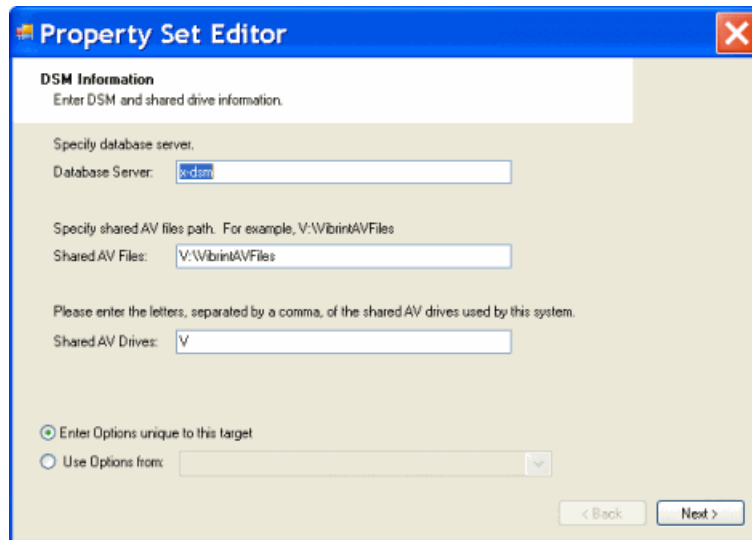 Property Set Editor
DSM Information
Enter DSM and shared drive information.
Specify database server.
Database Server: x-dsm
Specify shared AV files path. For example, V:\VibrintAVFiles
Shared AV Files: V:\VibrintAVFiles
Please enter the letters, separated by a comma, of the shared AV drives used by this system.
Shared AV Drives: V
Enter Options unique to this target
Use Options from:
< Back Next >